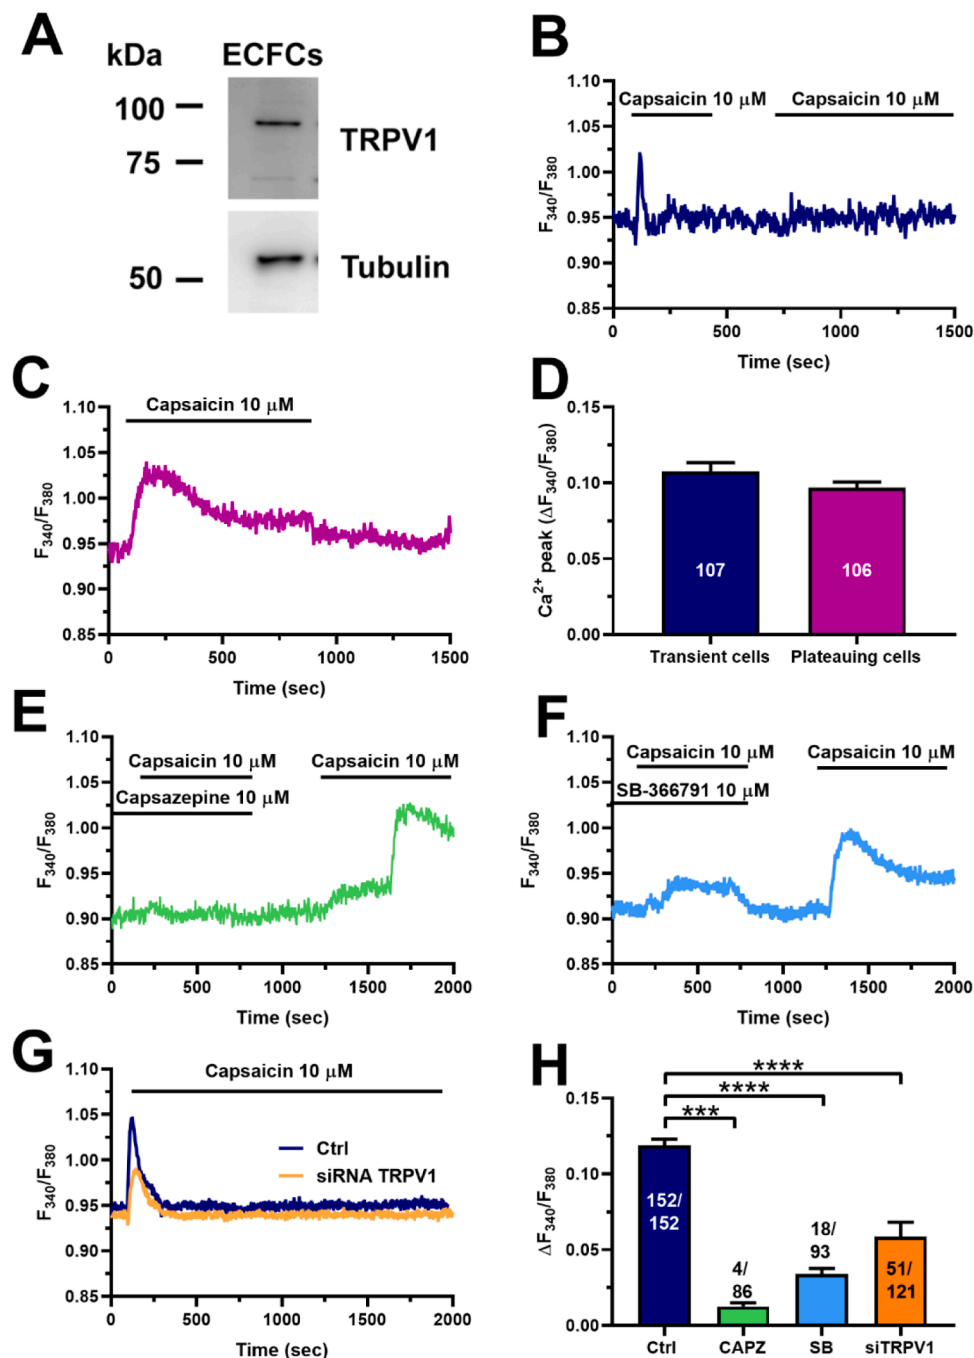 A
kDa
ECFCs
100
75
50
TRPV1
Tubulin
B
Capsaicin 10 μM
Capsaicin 10 μM
F340/F380
1.10
1.05
1.00
0.95
0.90
0.85
0
500
1000
1500
Time (sec)
C
Capsaicin 10 μM
F340/F380
1.10
1.05
1.00
0.95
0.90
0.85
0
500
1000
1500
Time (sec)
D
Ca2+ peak (ΔF340/F380)
0.15
0.10
0.05
0.00
107
106
Transient cells
Plateauing cells
E
Capsaicin 10 μM
Capsaicin 10 μM
Capsazepine 10 μM
F340/F380
1.10
1.05
1.00
0.95
0.90
0.85
0
500
1000
1500
2000
Time (sec)
F
Capsaicin 10 μM
Capsaicin 10 μM
SB-366791 10 μM
F340/F380
1.10
1.05
1.00
0.95
0.90
0.85
0
500
1000
1500
2000
Time (sec)
G
Capsaicin 10 μM
Ctrl
siRNA TRPV1
F340/F380
1.10
1.05
1.00
0.95
0.90
0.85
0
500
1000
1500
2000
Time (sec)
H
****
****
***
ΔF340/F380
0.15
0.10
0.05
0.00
152/
152
4/
86
18/
93
51/
121
Ctrl
CAPZ
SB
siTRPV1